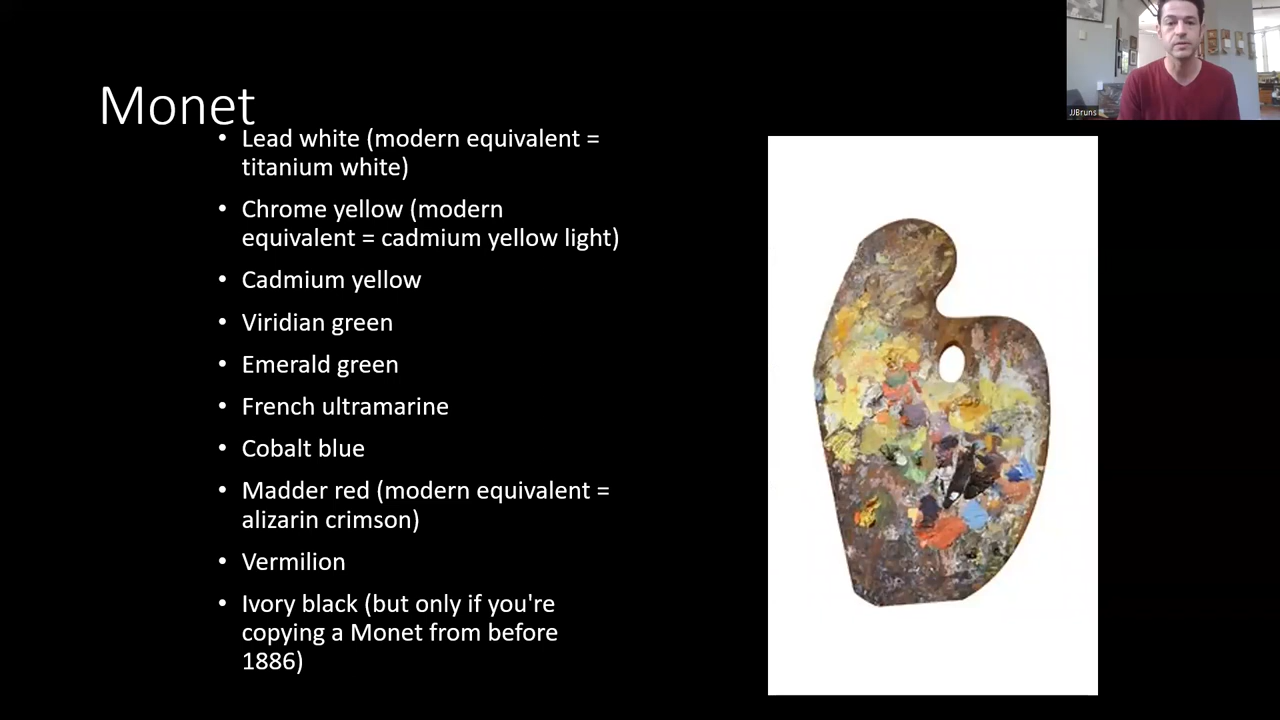 Monet
• Lead white (modern equivalent =
titanium white)
• Chrome yellow (modern
equivalent = cadmium yellow light)
• Cadmium yellow
• Viridian green
• Emerald green
• French ultramarine
• Cobalt blue
• Madder red (modern equivalent =
alizarin crimson)
• Vermilion
• Ivory black (but only if you're
copying a Monet from before
1886)
JJBruns